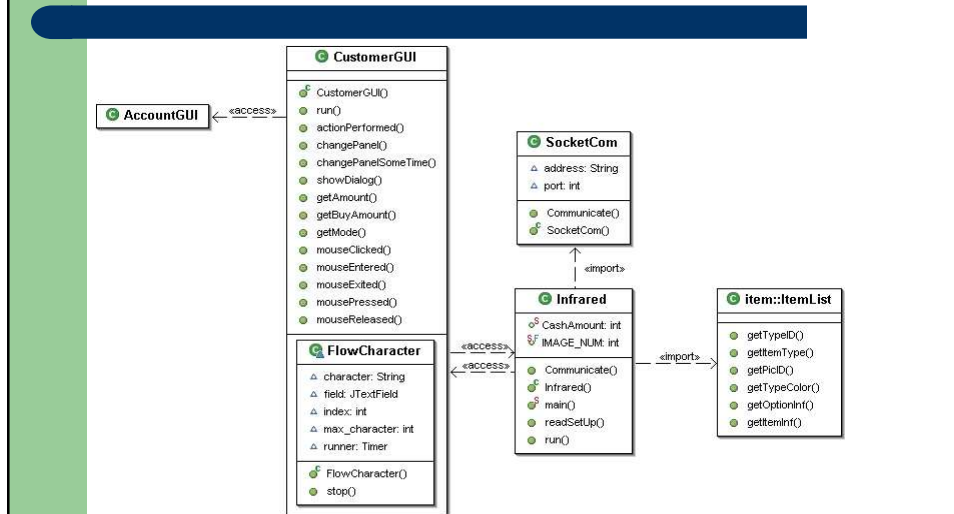 CustomerGUI
CustomerGUI()
run()
actionPerformed()
changePanel()
changePanelSomeTime()
showDialog()
getAmount()
getBuyAmount()
getMode()
mouseClicked()
mouseEntered()
mouseExited()
mousePressed()
mouseReleased()
FlowCharacter
character: String
field: JTextField
index: int
max_character: int
runner: Timer
FlowCharacter()
stop()
AccountGUI
«access»
SocketCom
address: String
port: int
Communicate()
SocketCom()
«import»
Infrared
CashAmount: int
IMAGE_NUM: int
Communicate()
Infrared()
main()
readSetUp()
run()
«access»
«access»
«import»
item::ItemList
getTypeID()
getItemType()
getPicID()
getTypeColor()
getOptionInf()
getItemInf()